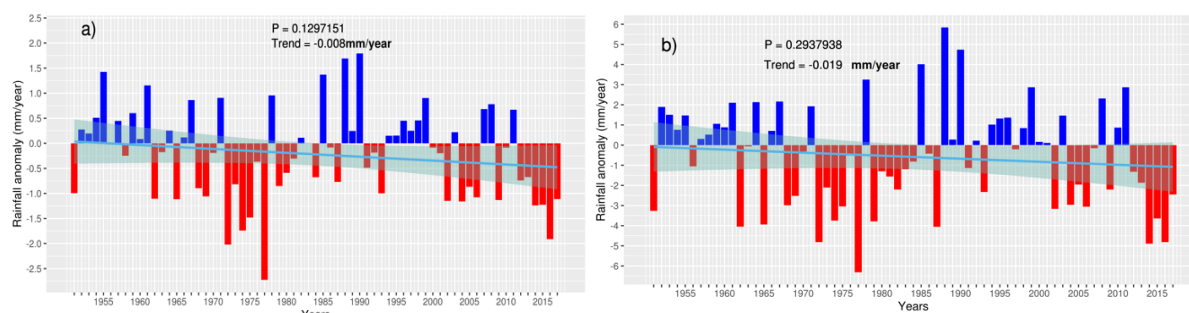 a)
P = 0.1297151
Trend = -0.008mm/year
Rainfall anomaly (mm/year)
2.5
2.0
1.5
1.0
0.5
0.0
-0.5
-1.0
-1.5
-2.0
-2.5
1955 1960 1965 1970 1975 1980 1985 1990 1995 2000 2005 2010 2015
Years
b)
P = 0.2937938
Trend = -0.019 mm/year
Rainfall anomaly (mm/year)
6
5
4
3
2
1
0
-1
-2
-3
-4
-5
-6
1955 1960 1965 1970 1975 1980 1985 1990 1995 2000 2005 2010 2015
Years